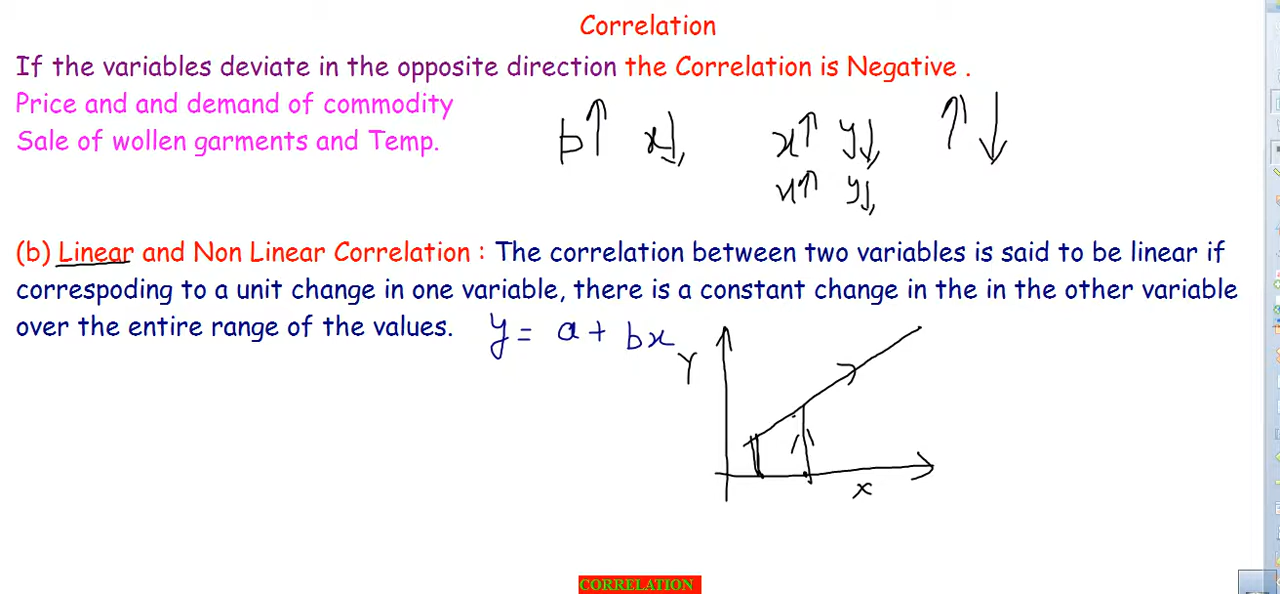 Correlation
If the variables deviate in the opposite direction the Correlation is Negative .
Price and and demand of commodity
Sale of wollen garments and Temp.
p↑ x↓ x↑ y↓ ↑ ↓
x↑ y↓
(b) Linear and Non Linear Correlation : The correlation between two variables is said to be linear if
correspoding to a unit change in one variable, there is a constant change in the in the other variable
over the entire range of the values. y = a + bx
Y
x
CORRELATION